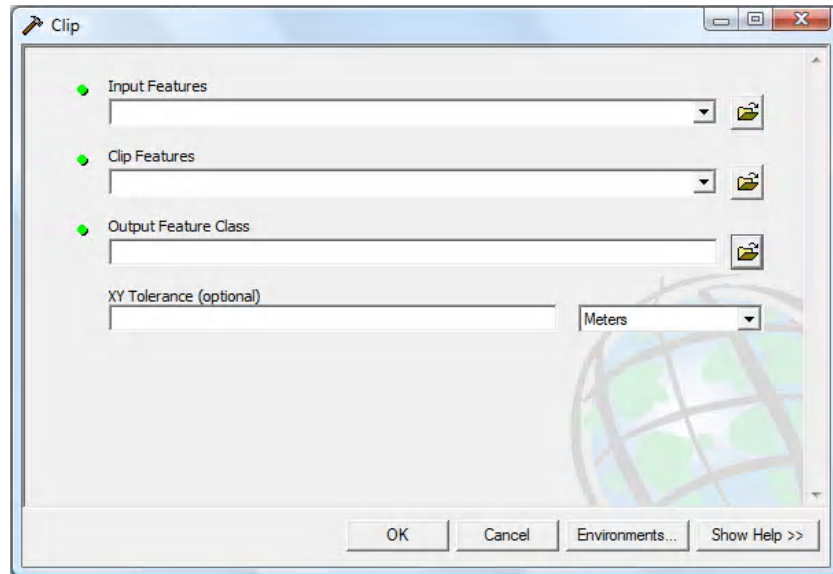 Clip
Input Features
Clip Features
Output Feature Class
XY Tolerance (optional)
Meters
OK Cancel Environments... Show Help >>